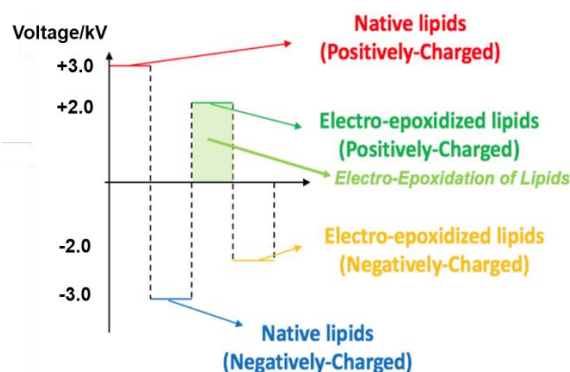 Voltage/kV
+3.0
+2.0
-2.0
-3.0
Native lipids
(Positively-Charged)
Electro-epoxidized lipids
(Positively-Charged)
Electro-Epoxidation of Lipids
Electro-epoxidized lipids
(Negatively-Charged)
Native lipids
(Negatively-Charged)